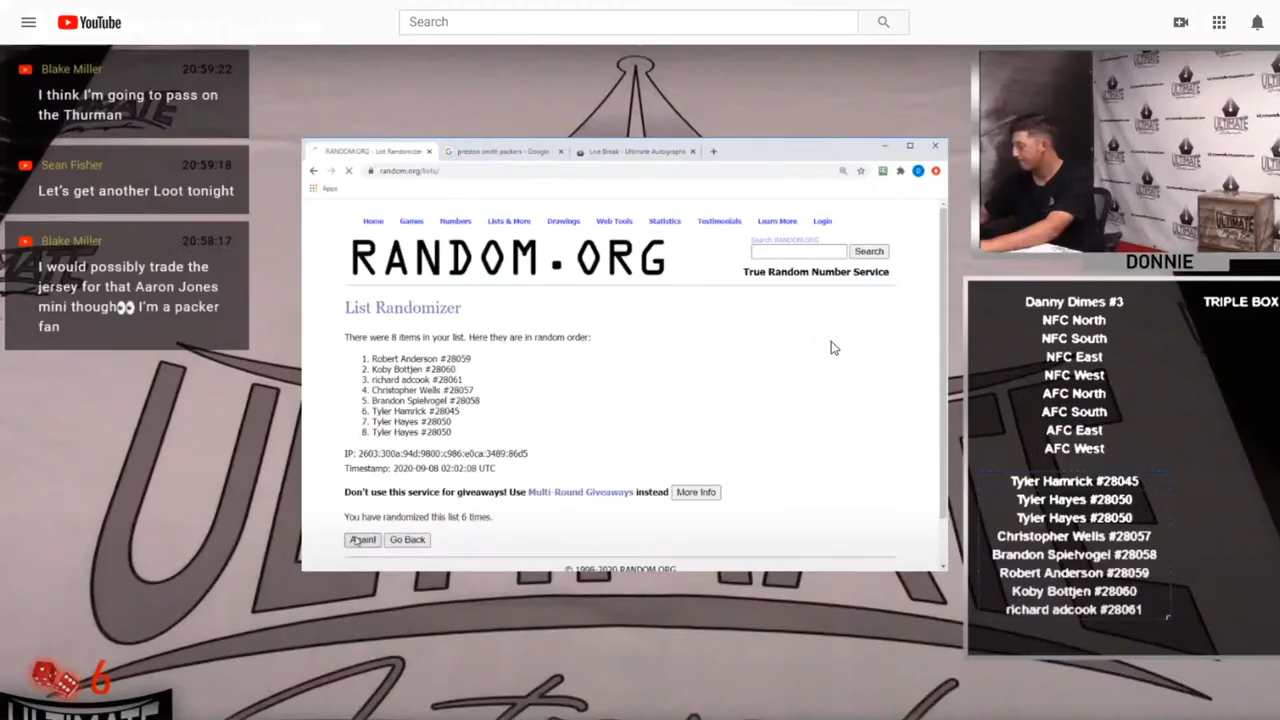 YouTube
Search
Blake Miller 20:59:22
I think I'm going to pass on
the Thurman
Sean Fisher 20:59:18
Let's get another Loot tonight
Blake Miller 20:58:17
I would possibly trade the
jersey for that Aaron Jones
mini though👀 I'm a packer
fan
RANDOM.ORG - List Randomizer
preston smith packers - Google
Live Break - Ultimate Autographs
random.org/lists/
Apps
Home Games Numbers Lists & More Drawings Web Tools Statistics Testimonials Learn More Login
RANDOM.ORG
Search RANDOM.ORG
Search
True Random Number Service
List Randomizer
There were 8 items in your list. Here they are in random order:
1. Robert Anderson #28059
2. Koby Bottjen #28060
3. richard adcook #28061
4. Christopher Wells #28057
5. Brandon Spielvogel #28058
6. Tyler Hamrick #28045
7. Tyler Hayes #28050
8. Tyler Hayes #28050
IP: 2603:300a:94d:9800:c986:e0ca:3489:86d5
Timestamp: 2020-09-08 02:02:08 UTC
Don't use this service for giveaways! Use Multi-Round Giveaways instead More Info
You have randomized this list 6 times.
Again! Go Back
© 1998-2020 RANDOM.ORG
DONNIE
Danny Dimes #3
NFC North
NFC South
NFC East
NFC West
AFC North
AFC South
AFC East
AFC West
Tyler Hamrick #28045
Tyler Hayes #28050
Tyler Hayes #28050
Christopher Wells #28057
Brandon Spielvogel #28058
Robert Anderson #28059
Koby Bottjen #28060
richard adcook #28061
TRIPLE BOX
6
ULTIMATE
ULTIMATE